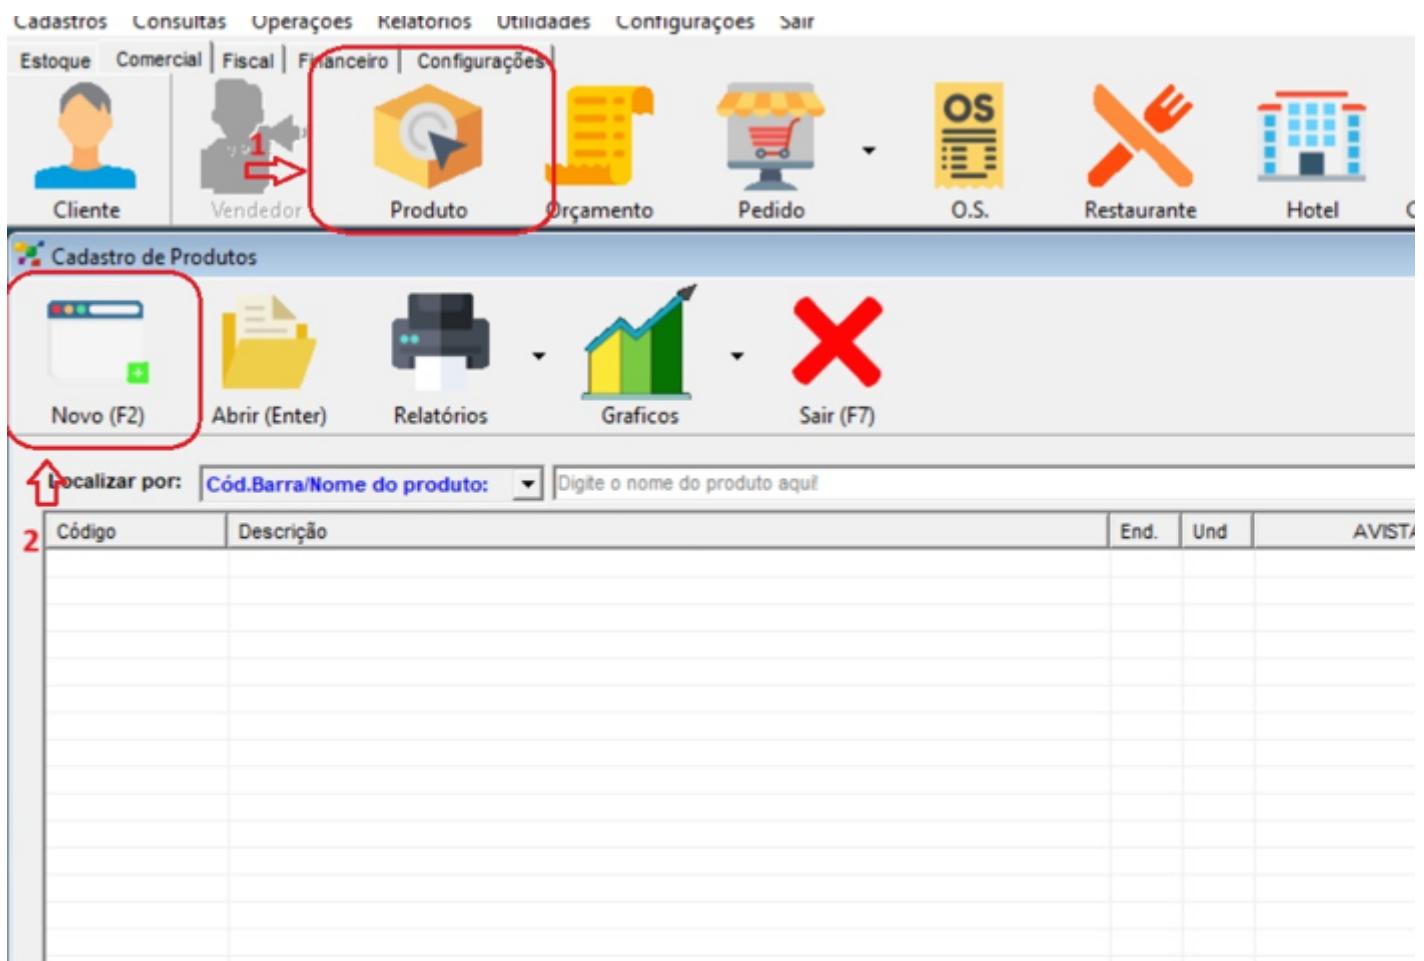 Cadastros Consultas Operações Relatórios Utilidades Configurações Sair
Estoque Comercial Fiscal Financeiro Configurações
1
OS
Cliente Vendedor Produto Orçamento Pedido O.S. Restaurante Hotel
Cadastro de Produtos
Novo (F2) Abrir (Enter) Relatórios Graficos Sair (F7)
Localizar por: Cód.Barra/Nome do produto: Digite o nome do produto aqui!
2 Código Descrição End. Und AVISTA